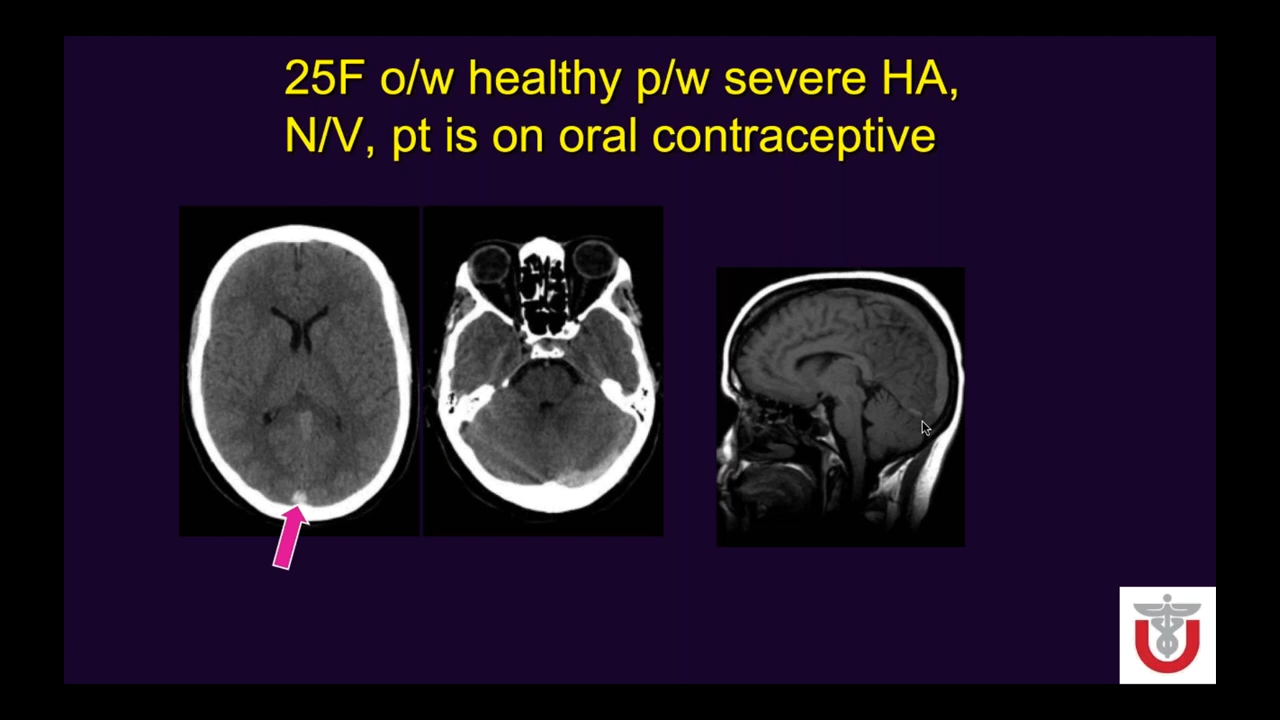 25F o/w healthy p/w severe HA,
N/V, pt is on oral contraceptive